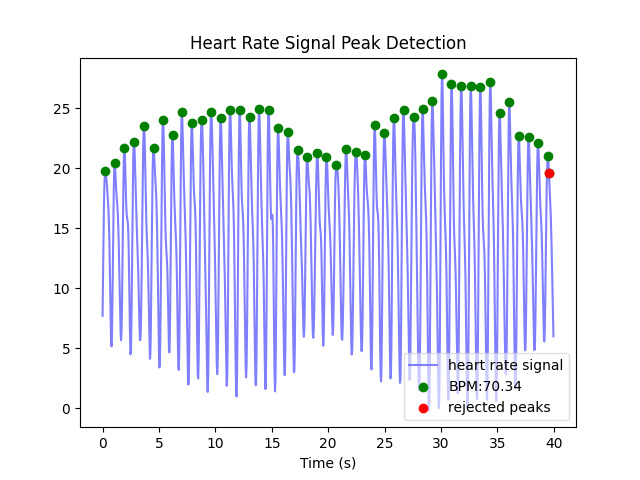 Heart Rate Signal Peak Detection
25
20
15
10
5
0
heart rate signal
BPM:70.34
rejected peaks
0 5 10 15 20 25 30 35 40
Time (s)